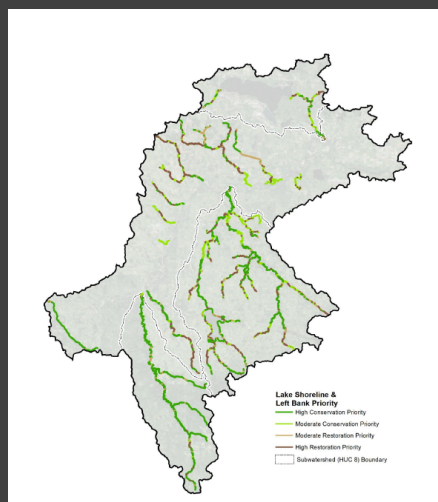 Lake Shoreline &
Left Bank Priority
High Conservation Priority
Moderate Conservation Priority
Moderate Restoration Priority
High Restoration Priority
Subwatershed (HUC 8) Boundary